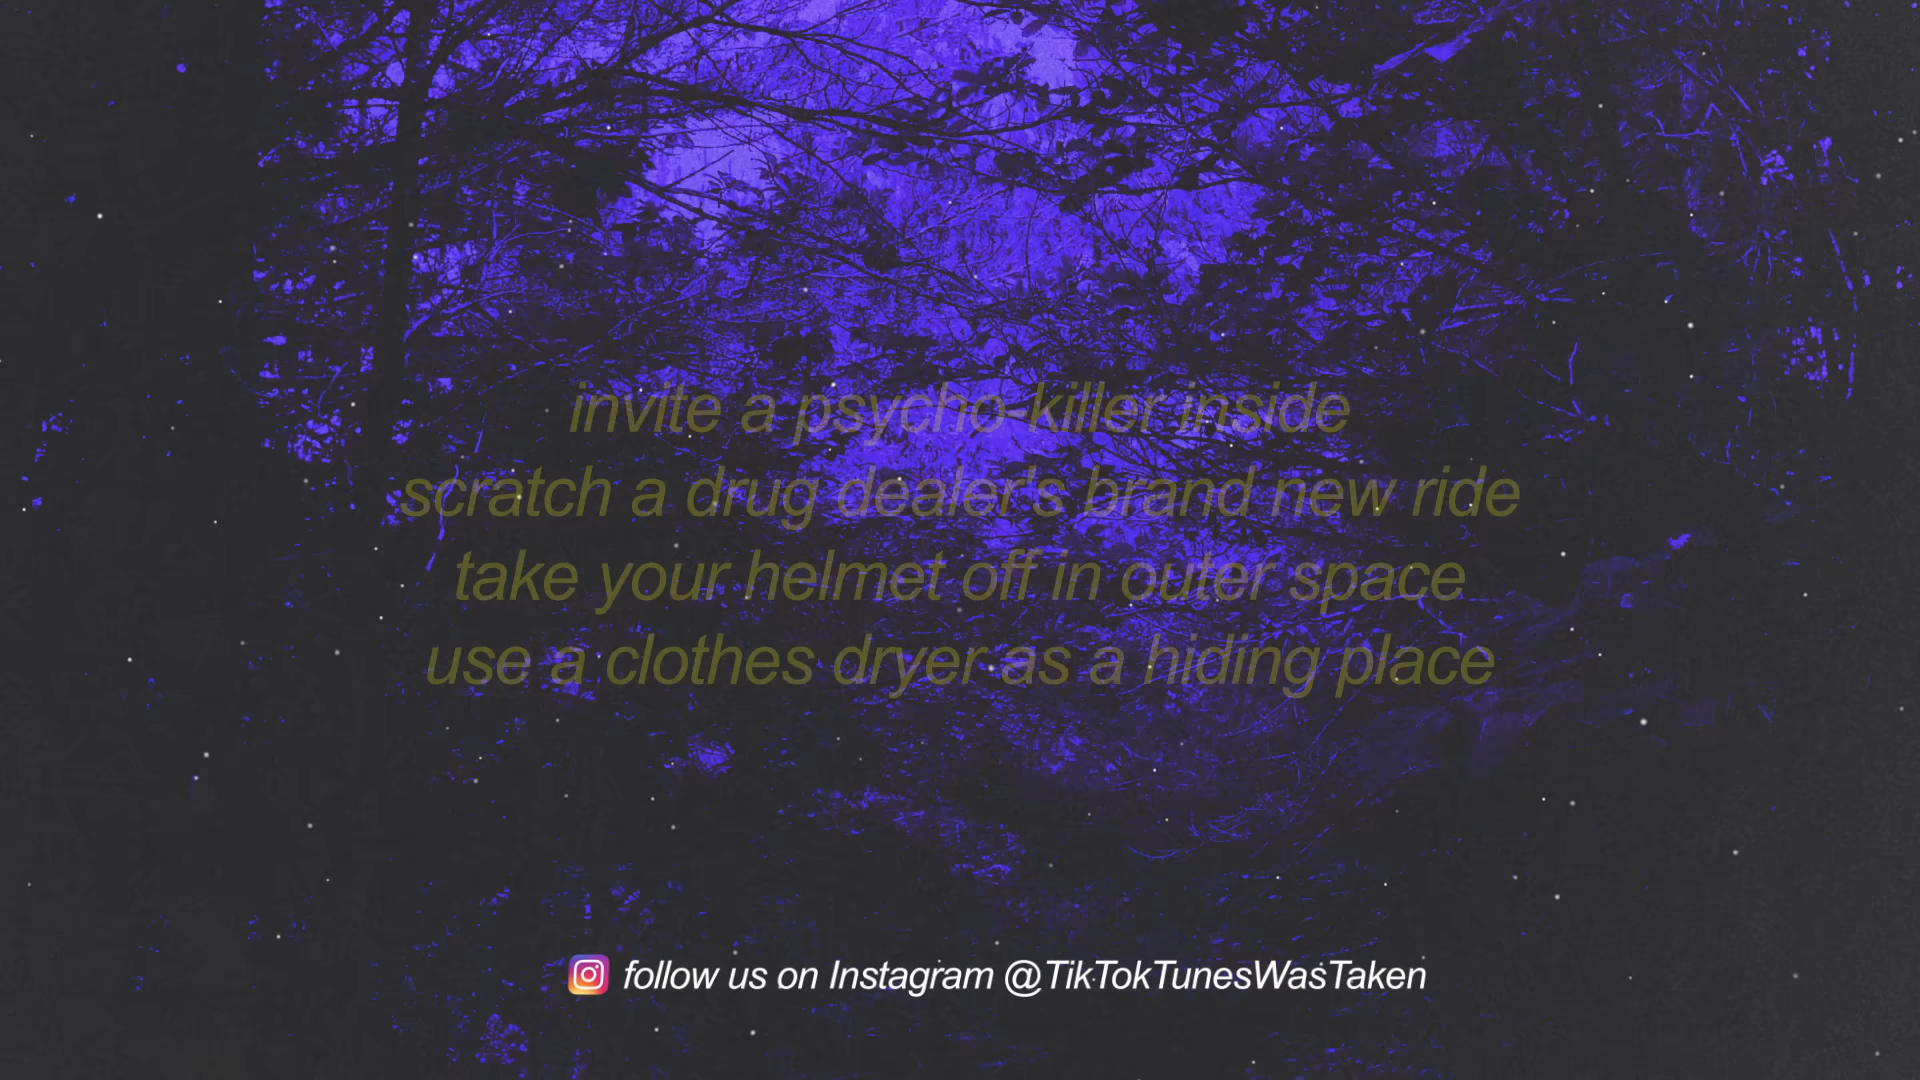 invite a psycho-killer inside
scratch a drug dealer's brand new ride
take your helmet off in outer space
use a clothes dryer as a hiding place
follow us on Instagram @TikTokTunesWasTaken